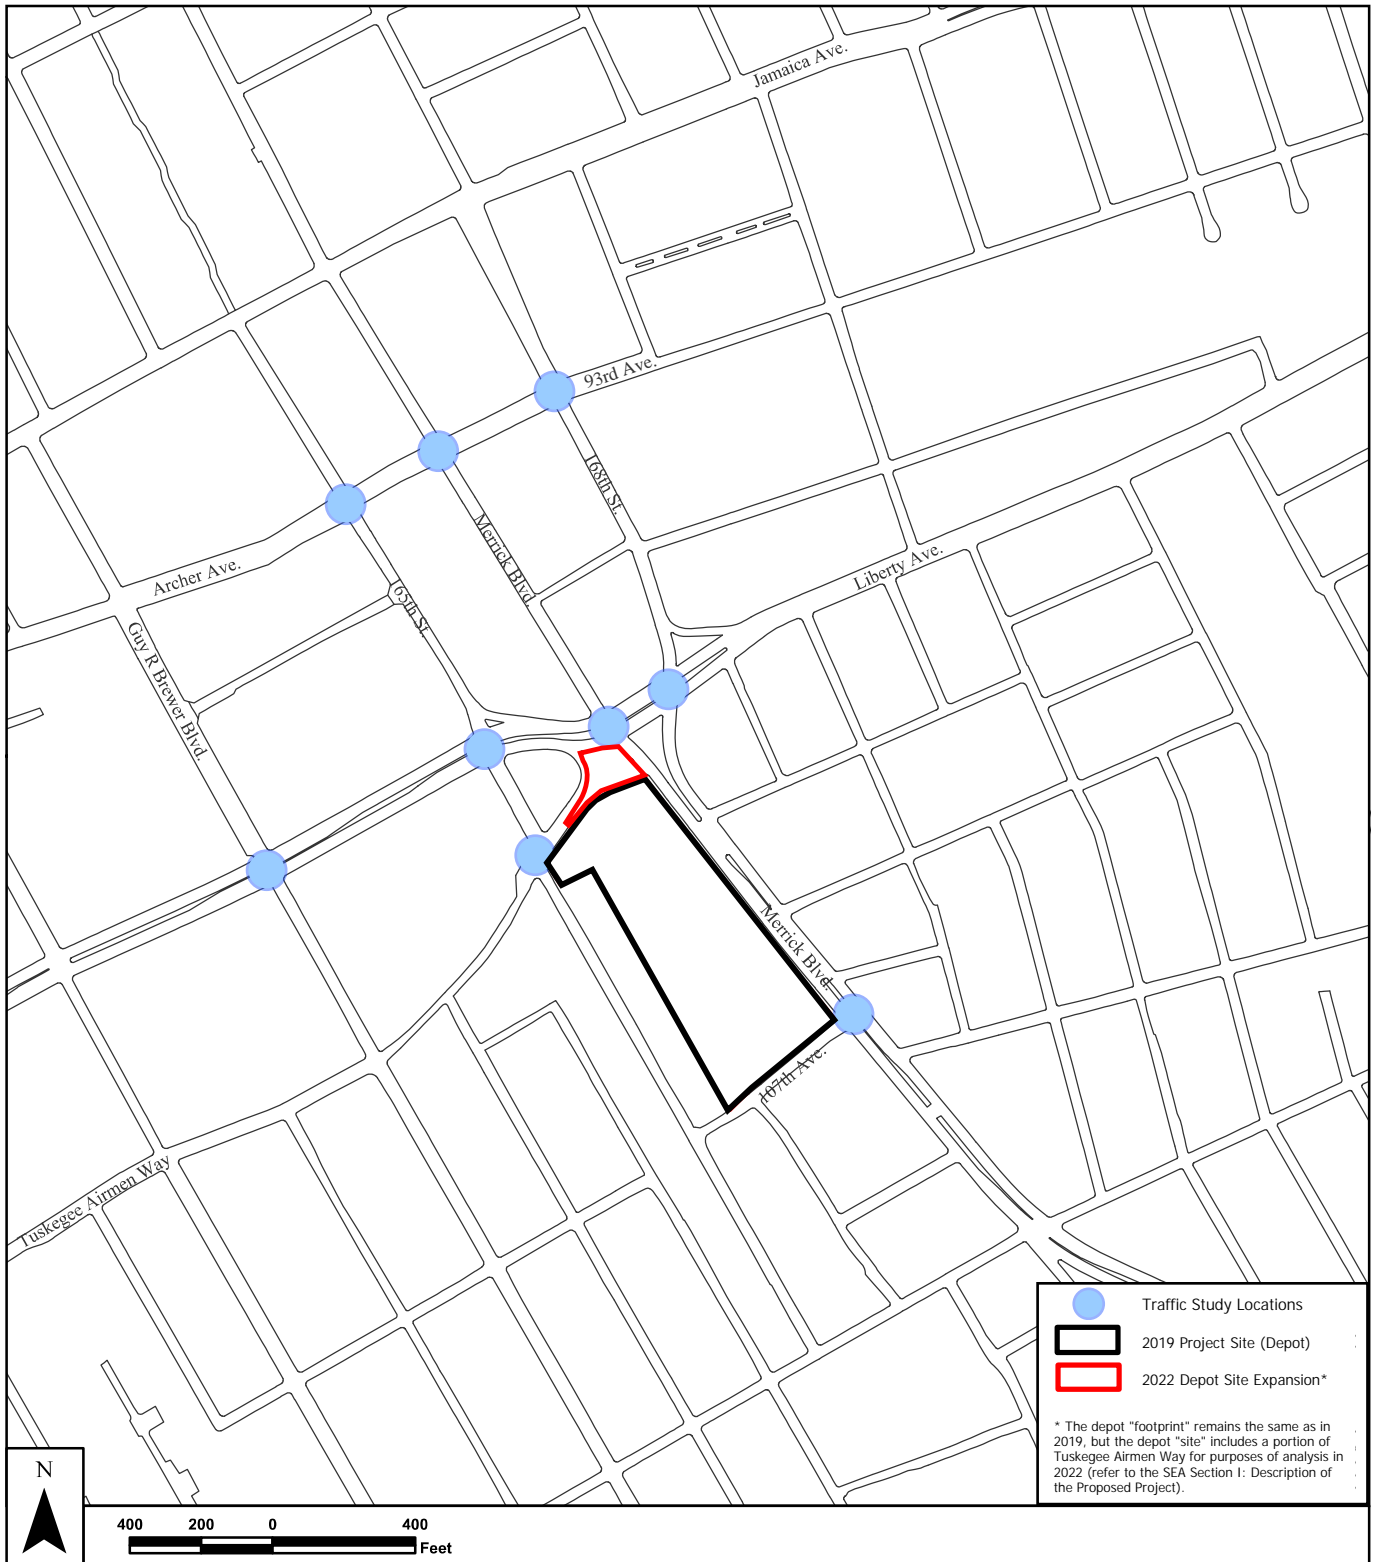 Jamaica Ave.
93rd Ave.
168th St.
Merrick Blvd.
Archer Ave.
165th St.
Liberty Ave.
Guy R Brewer Blvd.
Merrick Blvd.
107th Ave.
Tuskegee Airmen Way
Traffic Study Locations
2019 Project Site (Depot)
2022 Depot Site Expansion*
* The depot "footprint" remains the same as in
2019, but the depot "site" includes a portion of
Tuskegee Airmen Way for purposes of analysis in
2022 (refer to the SEA Section I: Description of
the Proposed Project).
N
400 200 0 400
Feet